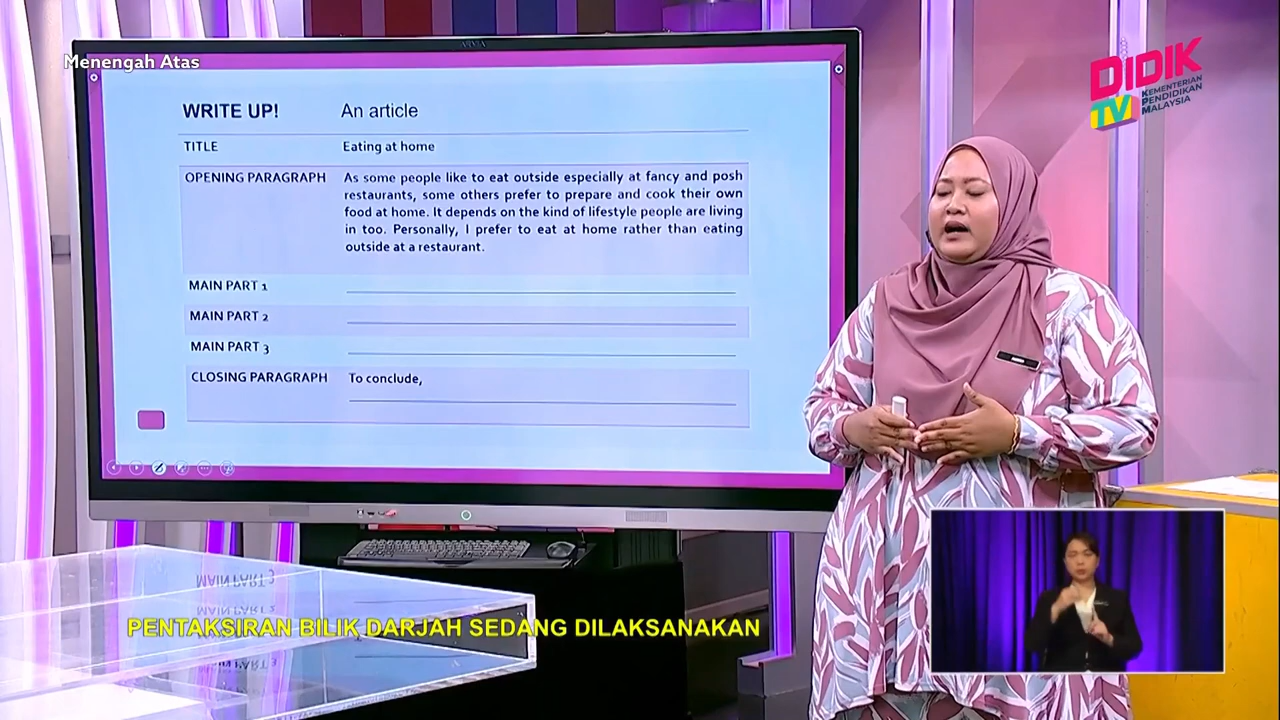 Menengah Atas
DIDIK
TV
KEMENTERIAN
PENDIDIKAN
MALAYSIA
WRITE UP! An article
TITLE Eating at home
OPENING PARAGRAPH As some people like to eat outside especially at fancy and posh
restaurants, some others prefer to prepare and cook their own
food at home. It depends on the kind of lifestyle people are living
in too. Personally, I prefer to eat at home rather than eating
outside at a restaurant.
MAIN PART 1
MAIN PART 2
MAIN PART 3
CLOSING PARAGRAPH To conclude,
PENTAKSIRAN BILIK DARJAH SEDANG DILAKSANAKAN